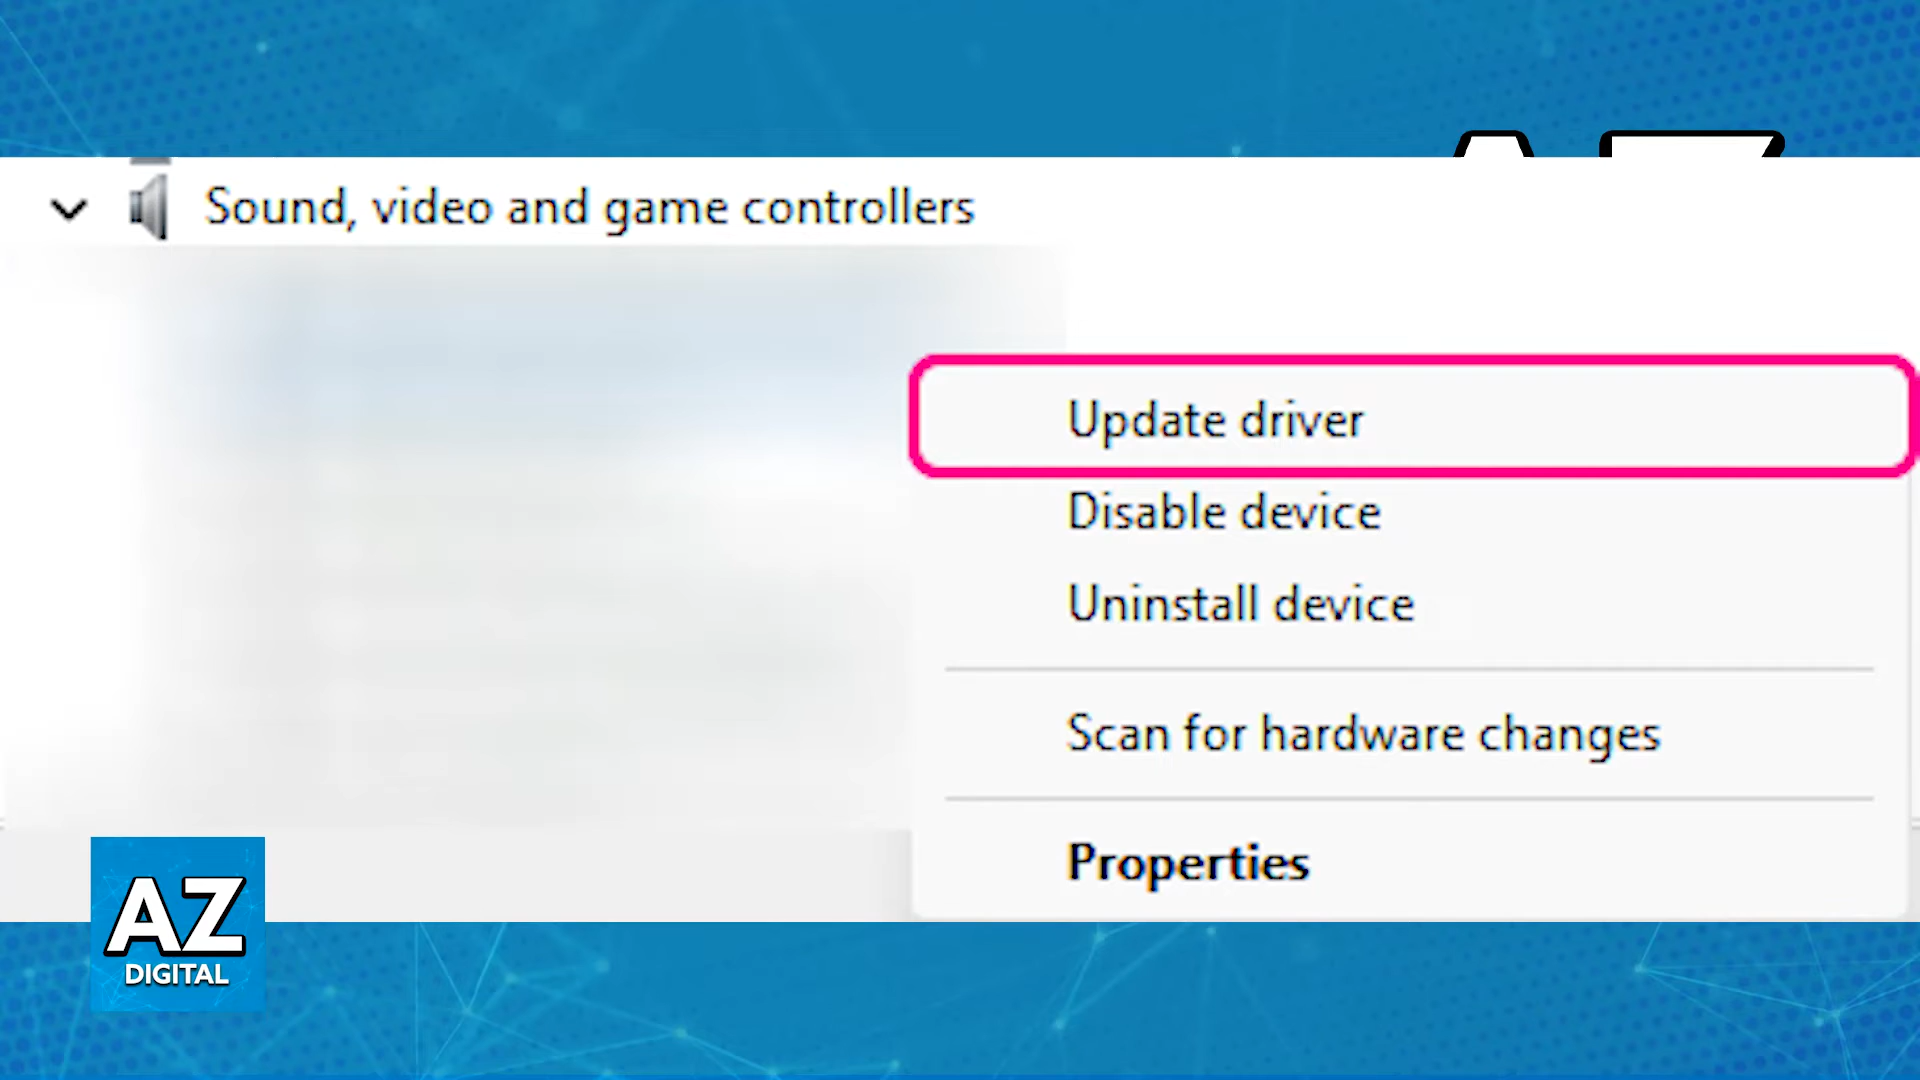 Sound, video and game controllers
Update driver
Disable device
Uninstall device
Scan for hardware changes
Properties
AZ
DIGITAL